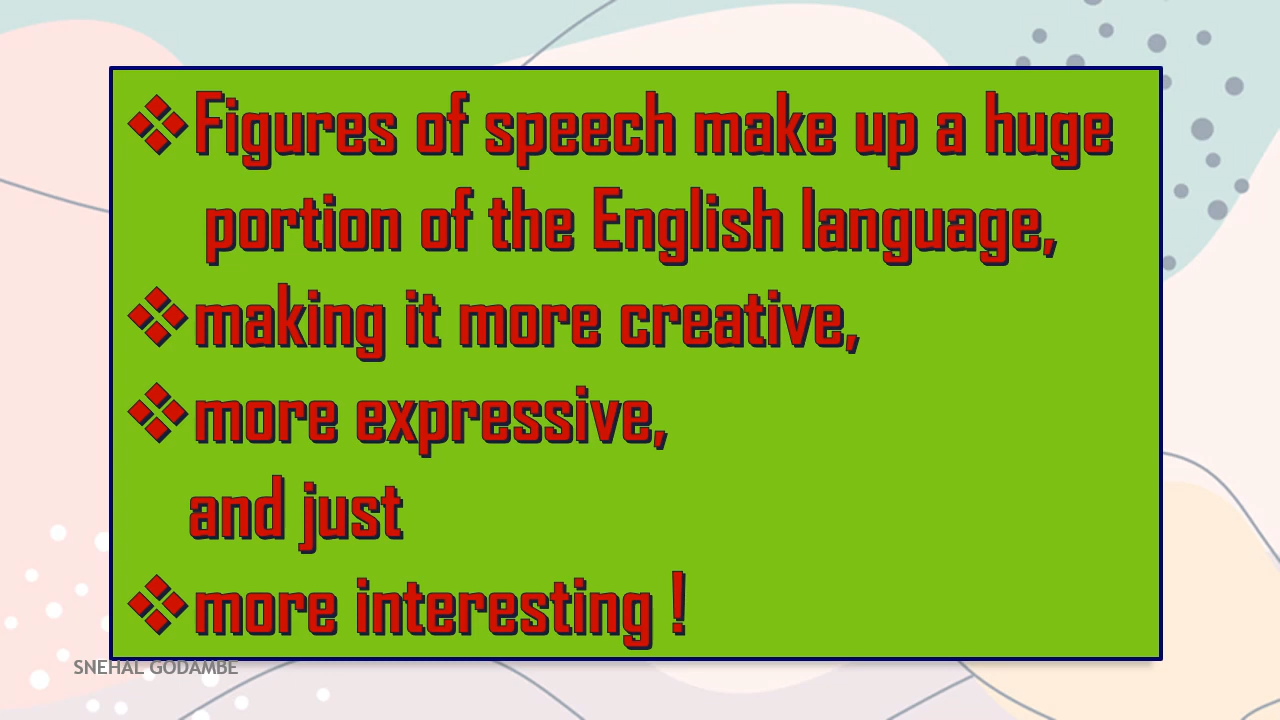 ❖Figures of speech make up a huge
portion of the English language,
❖making it more creative,
❖more expressive,
and just
❖more interesting !
SNEHAL GODAMBE